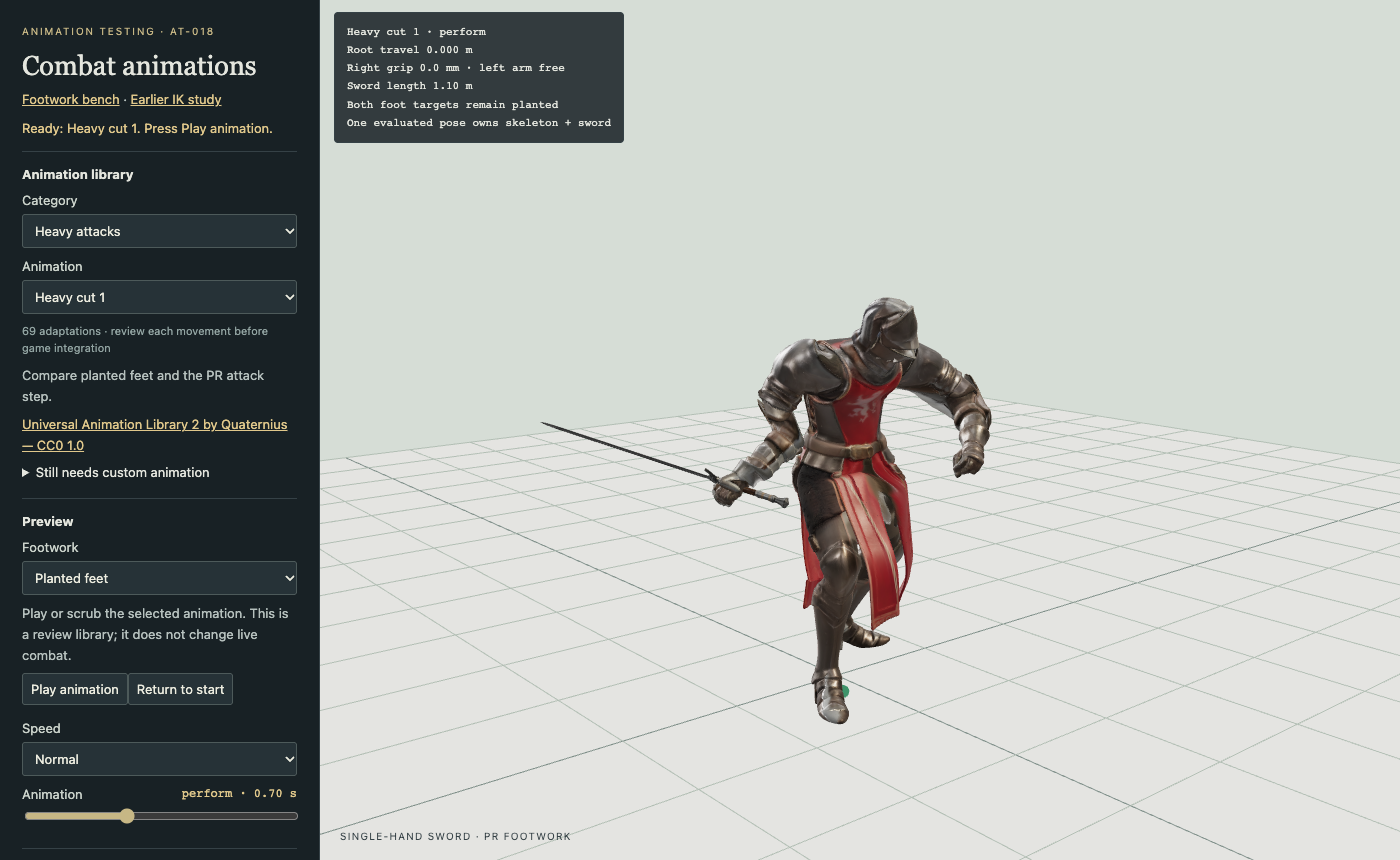 ANIMATION TESTING · AT-018
Combat animations
Footwork bench · Earlier IK study
Ready: Heavy cut 1. Press Play animation.
Animation library
Category
Heavy attacks
Animation
Heavy cut 1
69 adaptations · review each movement before
game integration
Compare planted feet and the PR attack
step.
Universal Animation Library 2 by Quaternius
— CC0 1.0
Still needs custom animation
Preview
Footwork
Planted feet
Play or scrub the selected animation. This is
a review library; it does not change live
combat.
Play animation
Return to start
Speed
Normal
Animation
perform · 0.70 s
Heavy cut 1 · perform
Root travel 0.000 m
Right grip 0.0 mm · left arm free
Sword length 1.10 m
Both foot targets remain planted
One evaluated pose owns skeleton + sword
SINGLE-HAND SWORD · PR FOOTWORK